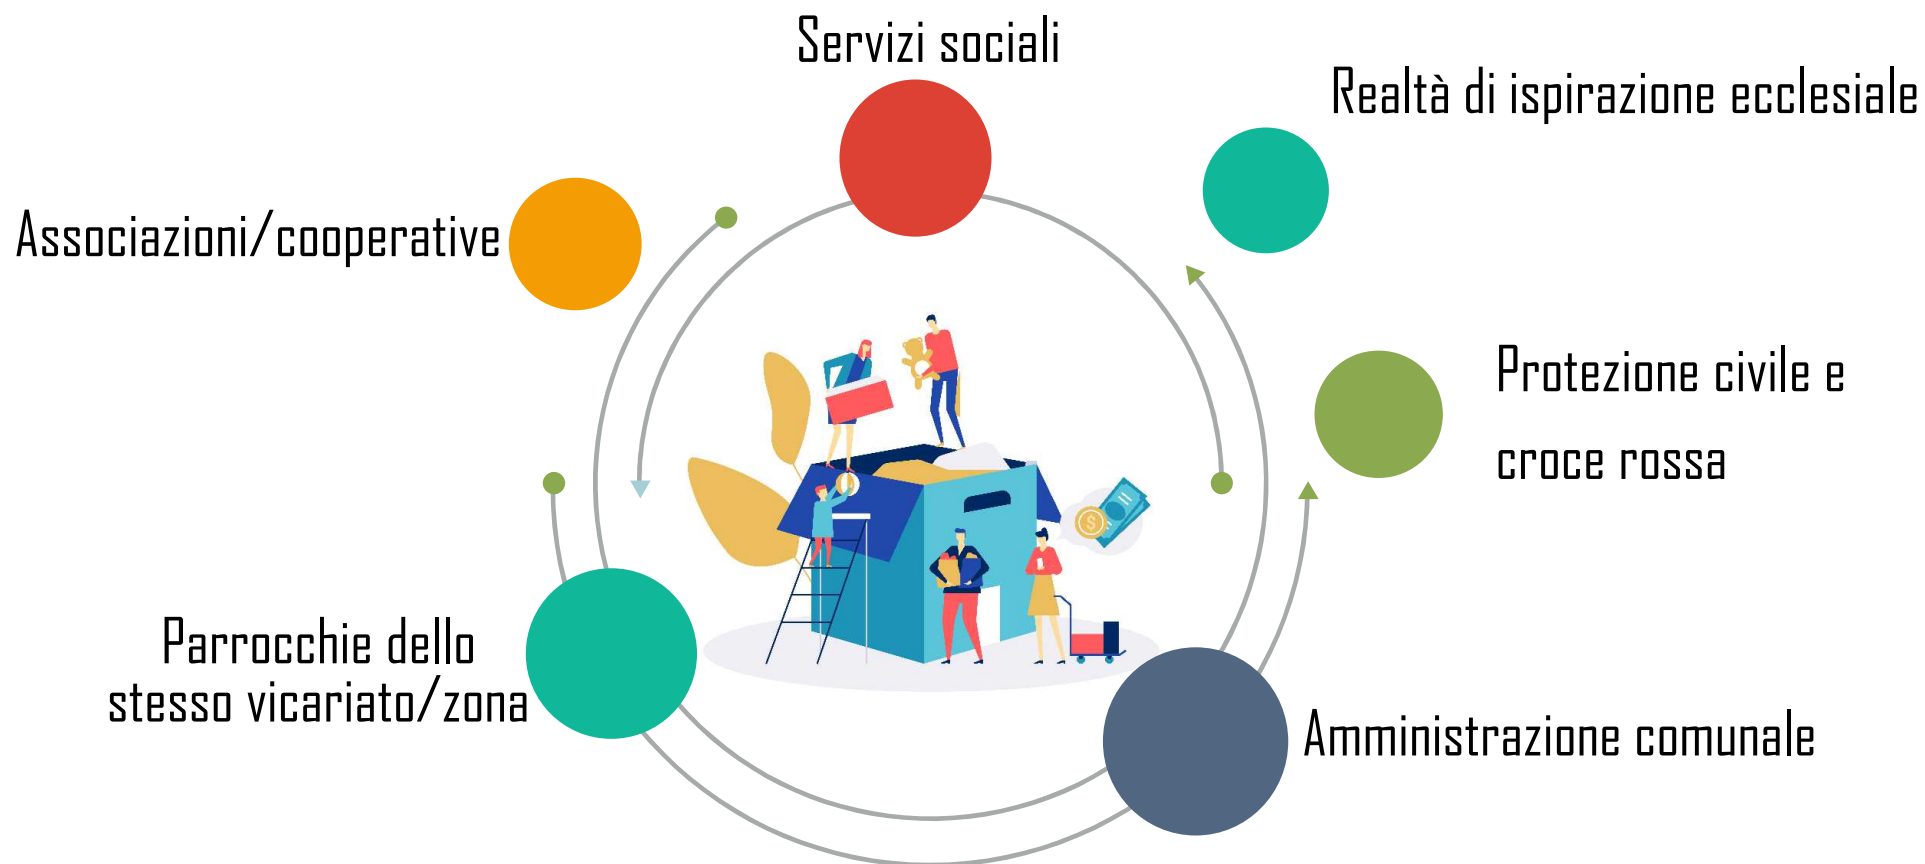 Servizi sociali
Realtà di ispirazione ecclesiale
Associazioni/cooperative
Protezione civile e
croce rossa
Parrocchie dello
stesso vicariato/zona
Amministrazione comunale
$